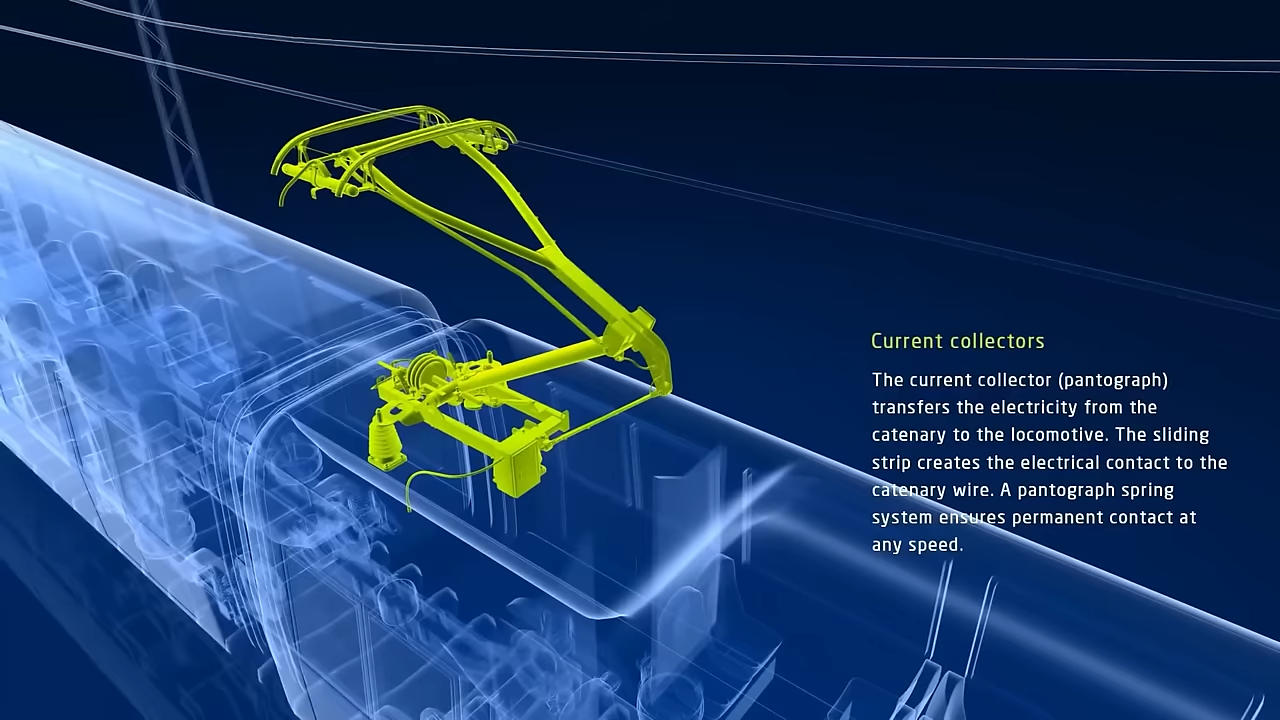 Current collectors
The current collector (pantograph)
transfers the electricity from the
catenary to the locomotive. The sliding
strip creates the electrical contact to the
catenary wire. A pantograph spring
system ensures permanent contact at
any speed.